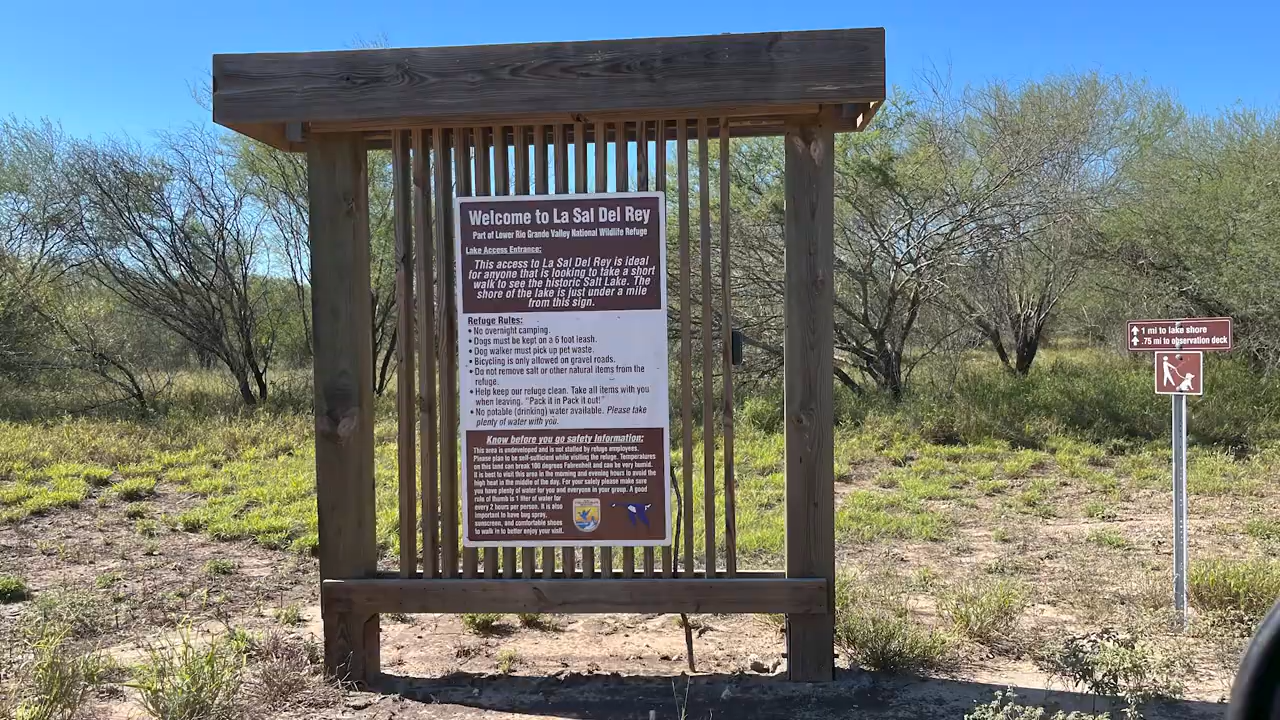 Welcome to La Sal Del Rey
Part of Lower Rio Grande Valley National Wildlife Refuge
Lake Access Entrance:
This access to La Sal Del Rey is ideal
for anyone that is looking to take a short
walk to see the historic Salt Lake. The
shore of the lake is just under a mile
from this sign.
Refuge Rules:
• No overnight camping.
• Dogs must be kept on a 6 foot leash.
• Dog walker must pick up pet waste.
• Bicycling is only allowed on gravel roads.
• Do not remove salt or other natural items from the
refuge.
• Help keep our refuge clean. Take all items with you
when leaving. "Pack it in Pack it out!"
• No potable (drinking) water available. Please take
plenty of water with you.
Know before you go safety information:
This area is undeveloped and is not staffed by refuge employees.
Please plan to be self-sufficient while visiting the refuge. Temperatures
on this land can break 100 degrees Fahrenheit and can be very humid.
It is best to visit this area in the morning and evening hours to avoid the
high heat in the middle of the day. For your safety please make sure
you have plenty of water for you and everyone in your group. A good
rule of thumb is 1 liter of water for
every 2 hours per person. It is also
important to have bug spray,
sunscreen, and comfortable shoes
to walk in to better enjoy your visit.
1 mi to lake shore
.75 mi to observation deck